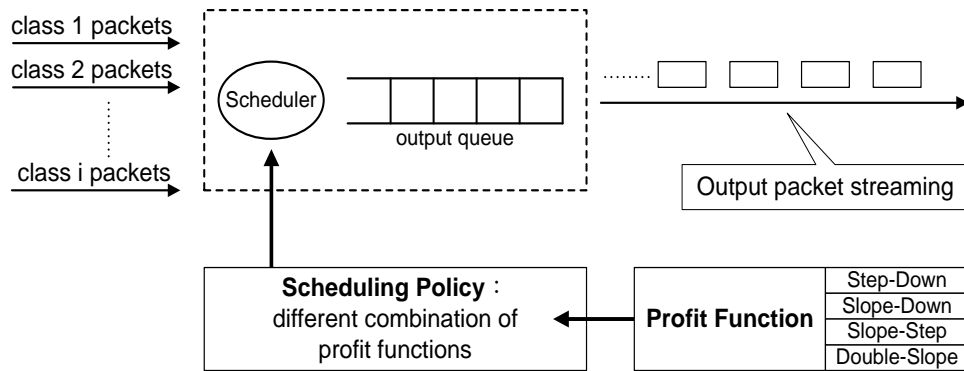 class 1 packets
class 2 packets
class i packets
Scheduler
output queue
Output packet streaming
Scheduling Policy：
different combination of
profit functions
Profit Function
Step-Down
Slope-Down
Slope-Step
Double-Slope